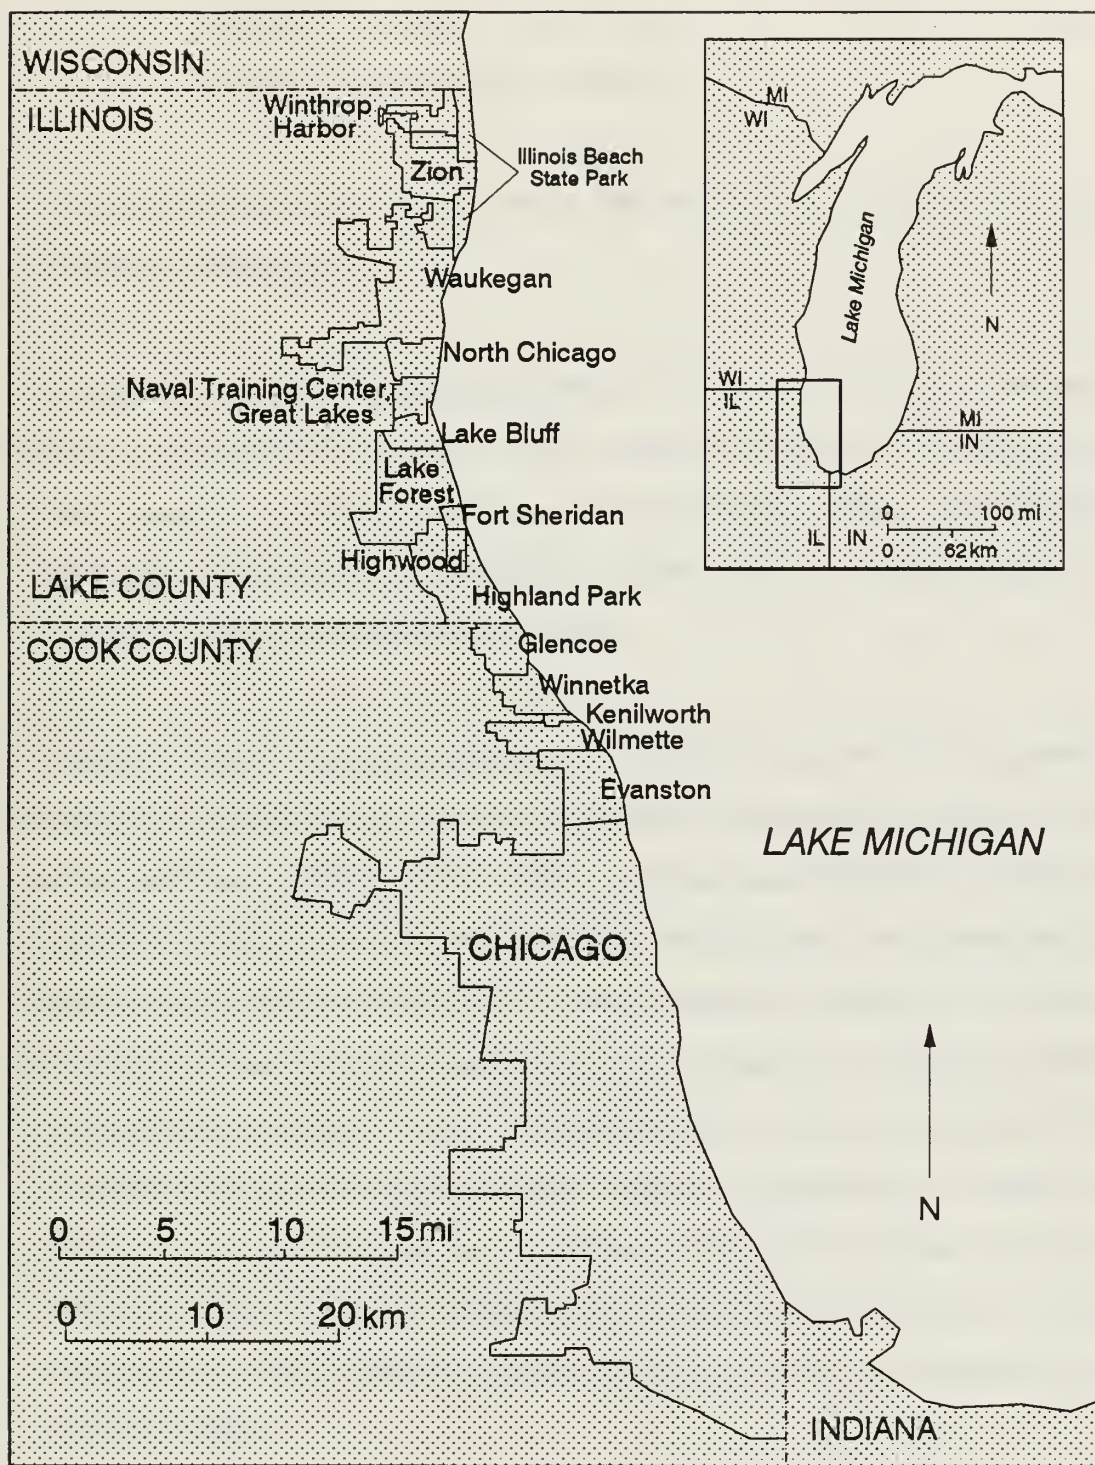 WISCONSIN
ILLINOIS
Winthrop
Harbor
Zion
Illinois Beach
State Park
Waukegan
North Chicago
Naval Training Center,
Great Lakes
Lake Bluff
Lake
Forest
Fort Sheridan
Highwood
LAKE COUNTY
Highland Park
COOK COUNTY
Glencoe
Winnetka
Kenilworth
Wilmette
Evanston
LAKE MICHIGAN
CHICAGO
N
0 5 10 15 mi
0 10 20 km
INDIANA
MI
WI
Lake Michigan
N
WI
IL
MI
IN
0 100 mi
0 62 km
IL IN